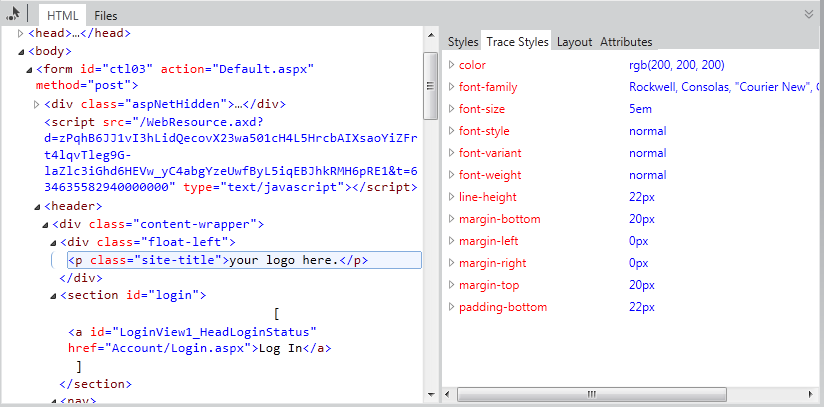 HTML Files
<head>…</head>
<body>
<form id="ctl03" action="Default.aspx"
method="post">
<div class="aspNetHidden">…</div>
<script src="/WebResource.axd?
d=zPqhB6JJ1vI3hLidQecovX23wa501cH4L5HrcbAIXsaoYiZFr
t4lqvTleg9G-
laZlc3iGhd6HEVw_yC4abgYzeUwfByL5iqEBJhkRMH6pRE1&t=6
34635582940000000" type="text/javascript"></script>
<header>
<div class="content-wrapper">
<div class="float-left">
<p class="site-title">your logo here.</p>
</div>
<section id="login">
[
<a id="LoginView1_HeadLoginStatus"
href="Account/Login.aspx">Log In</a>
]
</section>
<nav>
Styles Trace Styles Layout Attributes
color rgb(200, 200, 200)
font-family Rockwell, Consolas, "Courier New", C
font-size 5em
font-style normal
font-variant normal
font-weight normal
line-height 22px
margin-bottom 20px
margin-left 0px
margin-right 0px
margin-top 20px
padding-bottom 22px